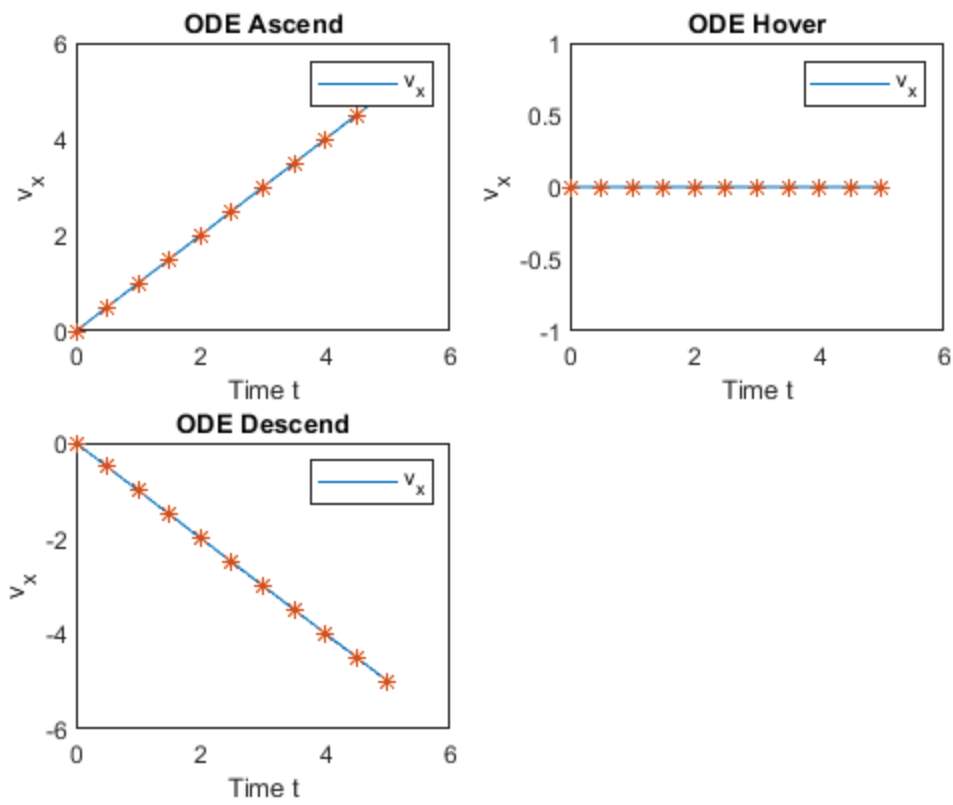 ODE Ascend
6
4
2
0
v_x
v_x
0 2 4 6
Time t
ODE Hover
1
0.5
0
-0.5
-1
v_x
v_x
0 2 4 6
Time t
ODE Descend
0
-2
-4
-6
v_x
v_x
0 2 4 6
Time t